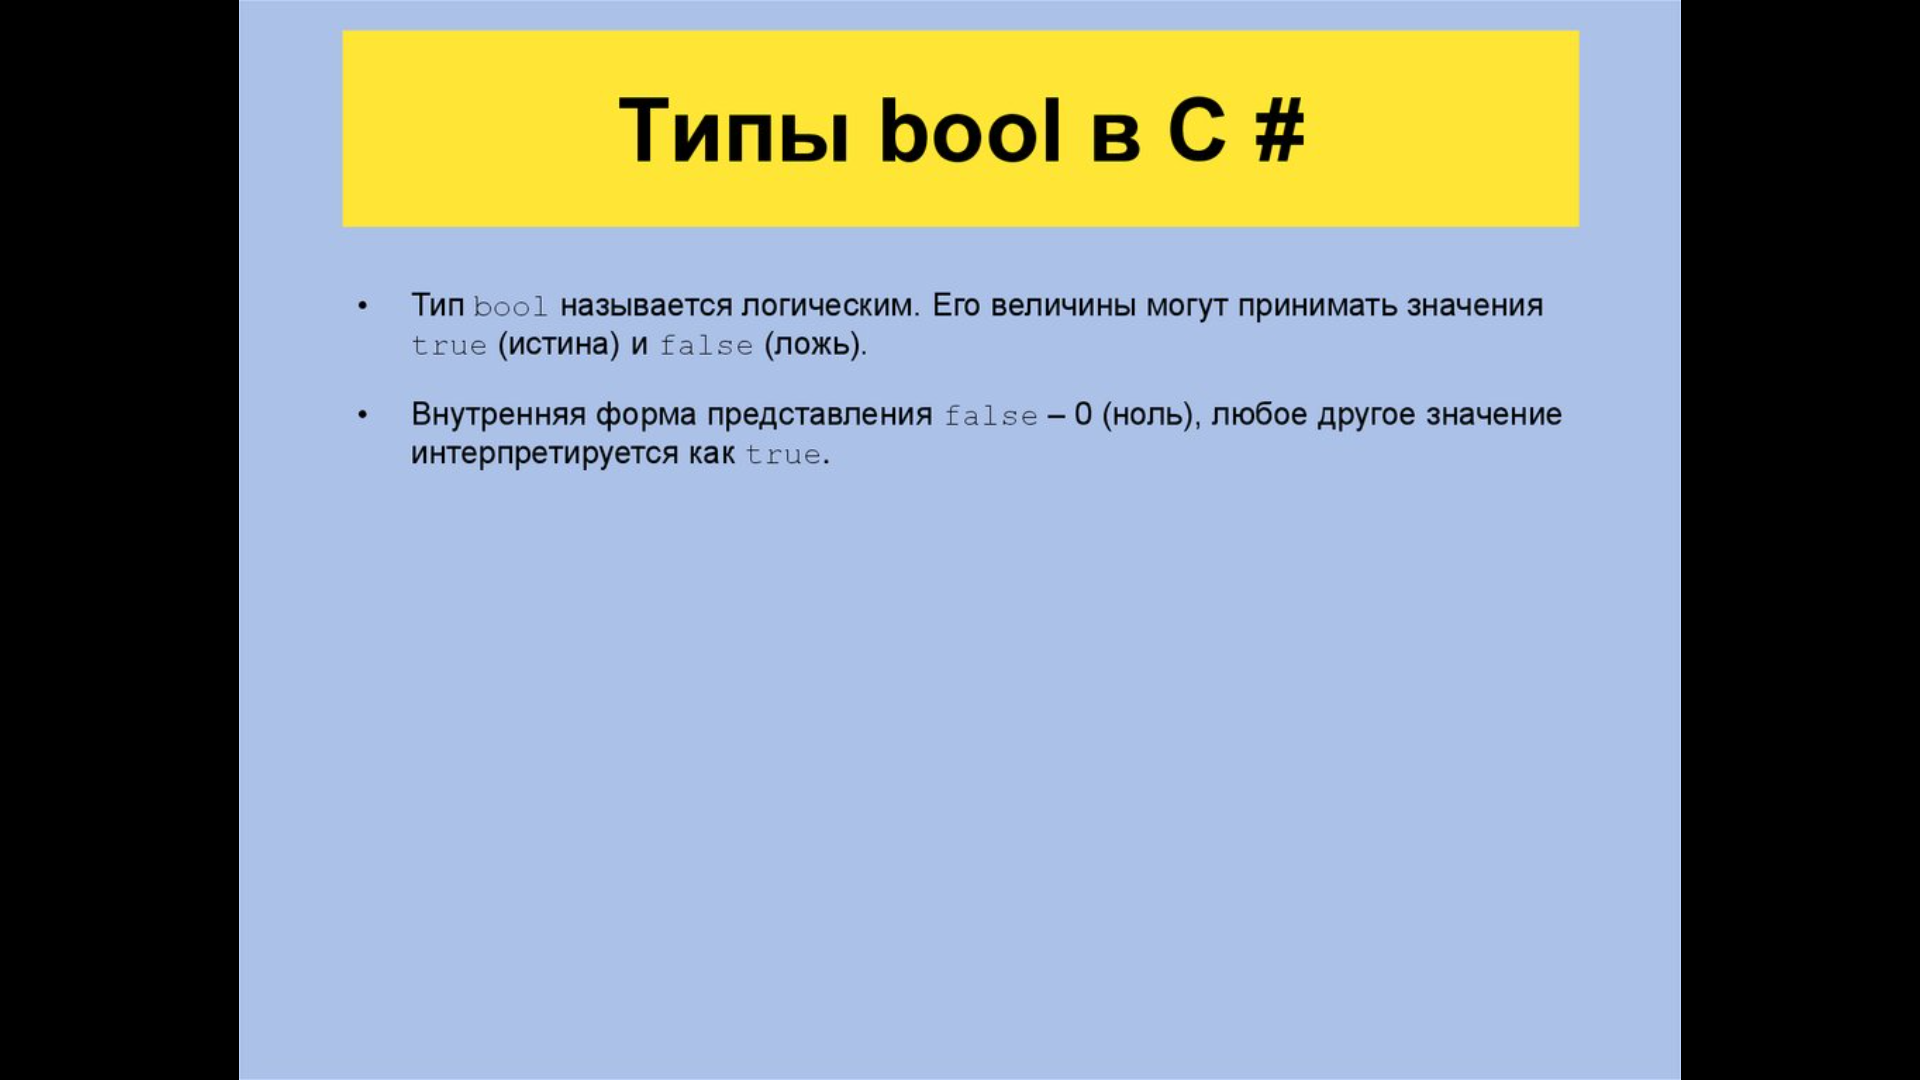 Типы bool в C #
• Тип bool называется логическим. Его величины могут принимать значения
true (истина) и false (ложь).
• Внутренняя форма представления false – 0 (ноль), любое другое значение
интерпретируется как true.